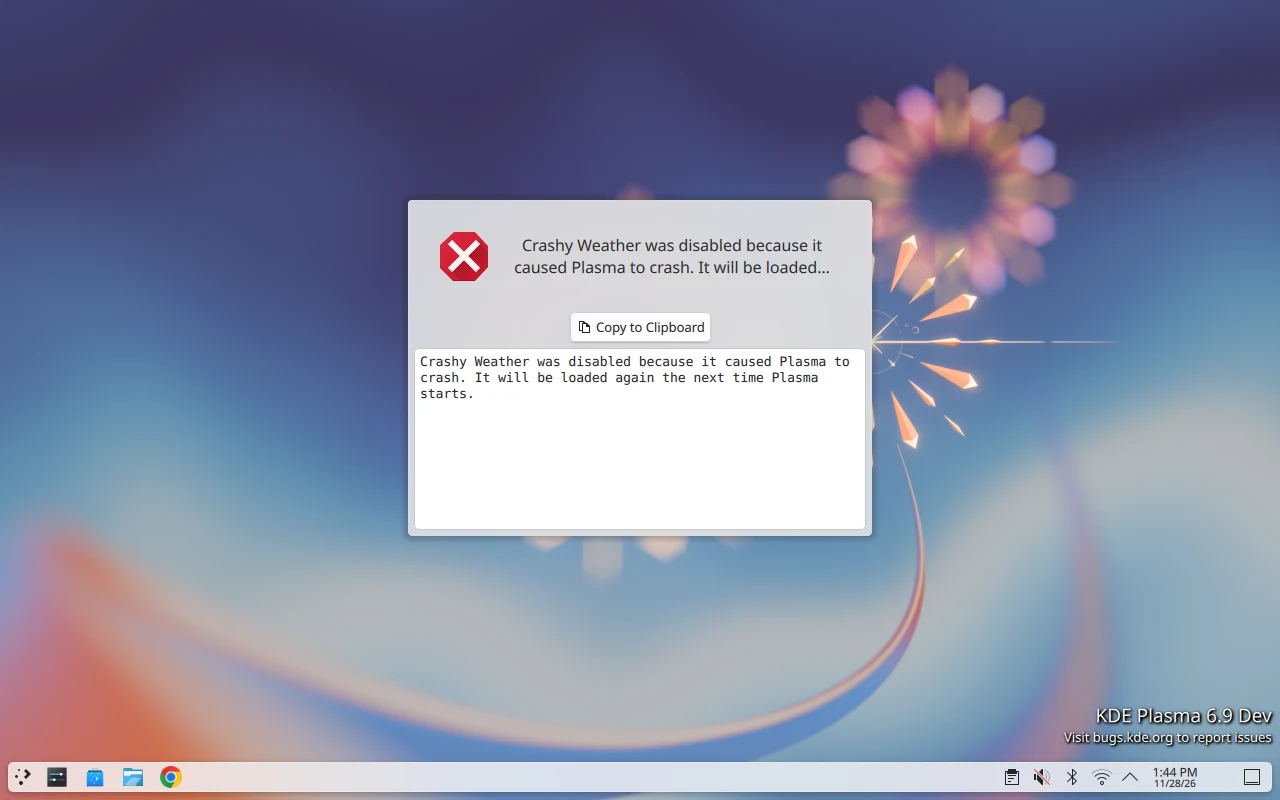 Crashy Weather was disabled because it
caused Plasma to crash. It will be loaded...
Copy to Clipboard
Crashy Weather was disabled because it caused Plasma to
crash. It will be loaded again the next time Plasma
starts.
KDE Plasma 6.9 Dev
Visit bugs.kde.org to report issues
1:44 PM
11/28/26